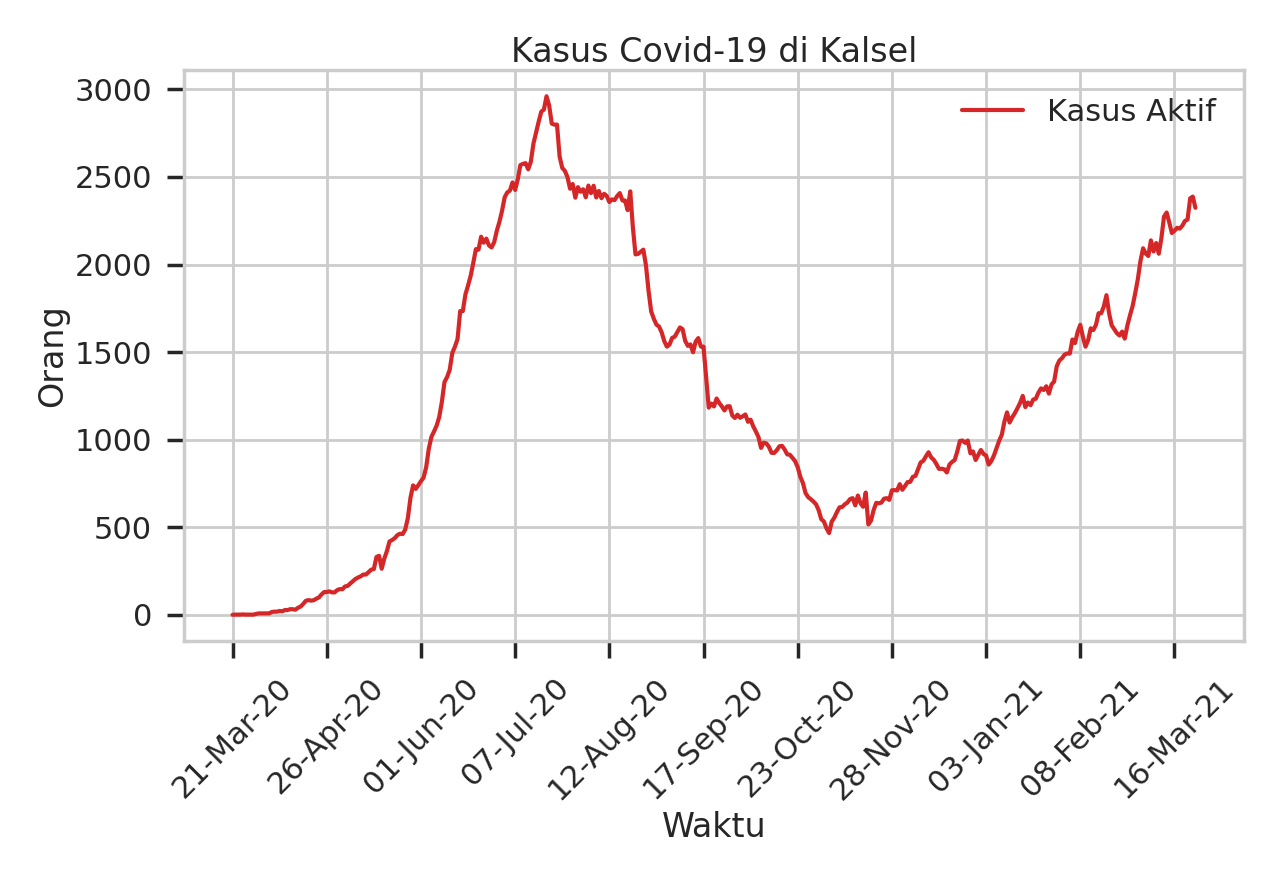 Kasus Covid-19 di Kalsel
Kasus Aktif
3000
2500
2000
1500
1000
500
0
Orang
21-Mar-20
26-Apr-20
01-Jun-20
07-Jul-20
12-Aug-20
17-Sep-20
23-Oct-20
28-Nov-20
03-Jan-21
08-Feb-21
16-Mar-21
Waktu